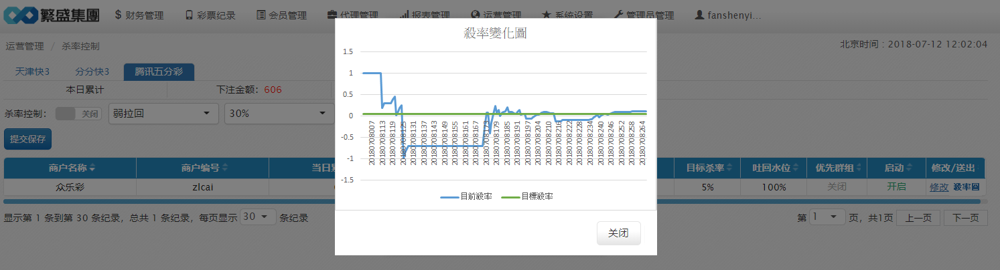 繁盛集團
$ 财务管理
彩票纪录
会员管理
代理管理
报表管理
运营管理
系统设置
管理员管理
fanshenyi...
运营管理 / 杀率控制
北京时间：2018-07-12 12:02:04
天津快3
分分快3
腾讯五分彩
本日累计
下注金额：606
杀率控制：
关闭
弱拉回
30%
提交保存
商户名称
商户编号
当日
目标杀率
吐回水位
优先群组
启动
修改/送出
众乐彩
zlcai
5%
100%
关闭
开启
修改 殺率圖
显示第 1 条到第 30 条纪录，总共 1 条纪录，每页显示 30 条纪录
第 1 页，共1页 上一页 下一页
殺率變化圖
1.5
1
0.5
0
-0.5
-1
-1.5
20180708007
20180708113
20180708119
20180708125
20180708131
20180708137
20180708143
20180708149
20180708155
20180708161
20180708167
20180708173
20180708179
20180708185
20180708191
20180708197
20180708204
20180708210
20180708216
20180708222
20180708228
20180708234
20180708240
20180708246
20180708252
20180708258
20180708264
目前殺率
目標殺率
关闭